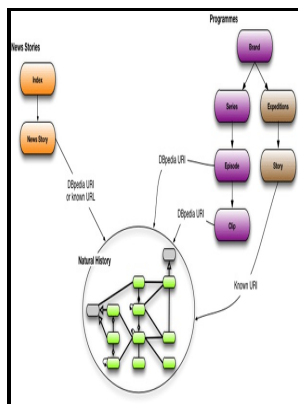 Programmes
News Stories
Brand
Index
Series
Expeditions
News Story
DBpedia URI
Episode
Story
DBpedia URI
or known URL
DBpedia URI
Clip
Natural History
Known URI